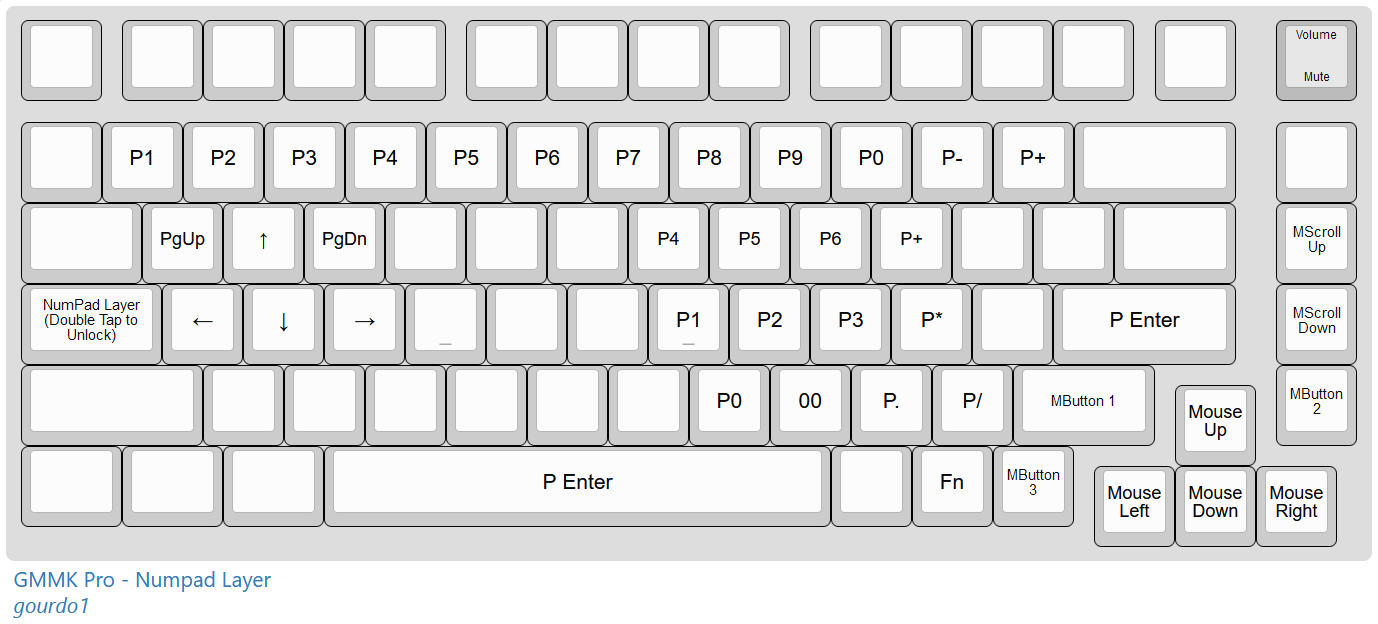 Volume
Mute
P1 P2 P3 P4 P5 P6 P7 P8 P9 P0 P- P+
PgUp ↑ PgDn P4 P5 P6 P+ MScroll
Up
NumPad Layer
(Double Tap to
Unlock) ← ↓ → _ P1
_ P2 P3 P* P Enter MScroll
Down
P0 00 P. P/ MButton 1 Mouse
Up MButton
2
P Enter Fn MButton
3 Mouse
Left Mouse
Down Mouse
Right
GMMK Pro - Numpad Layer
gourdo1